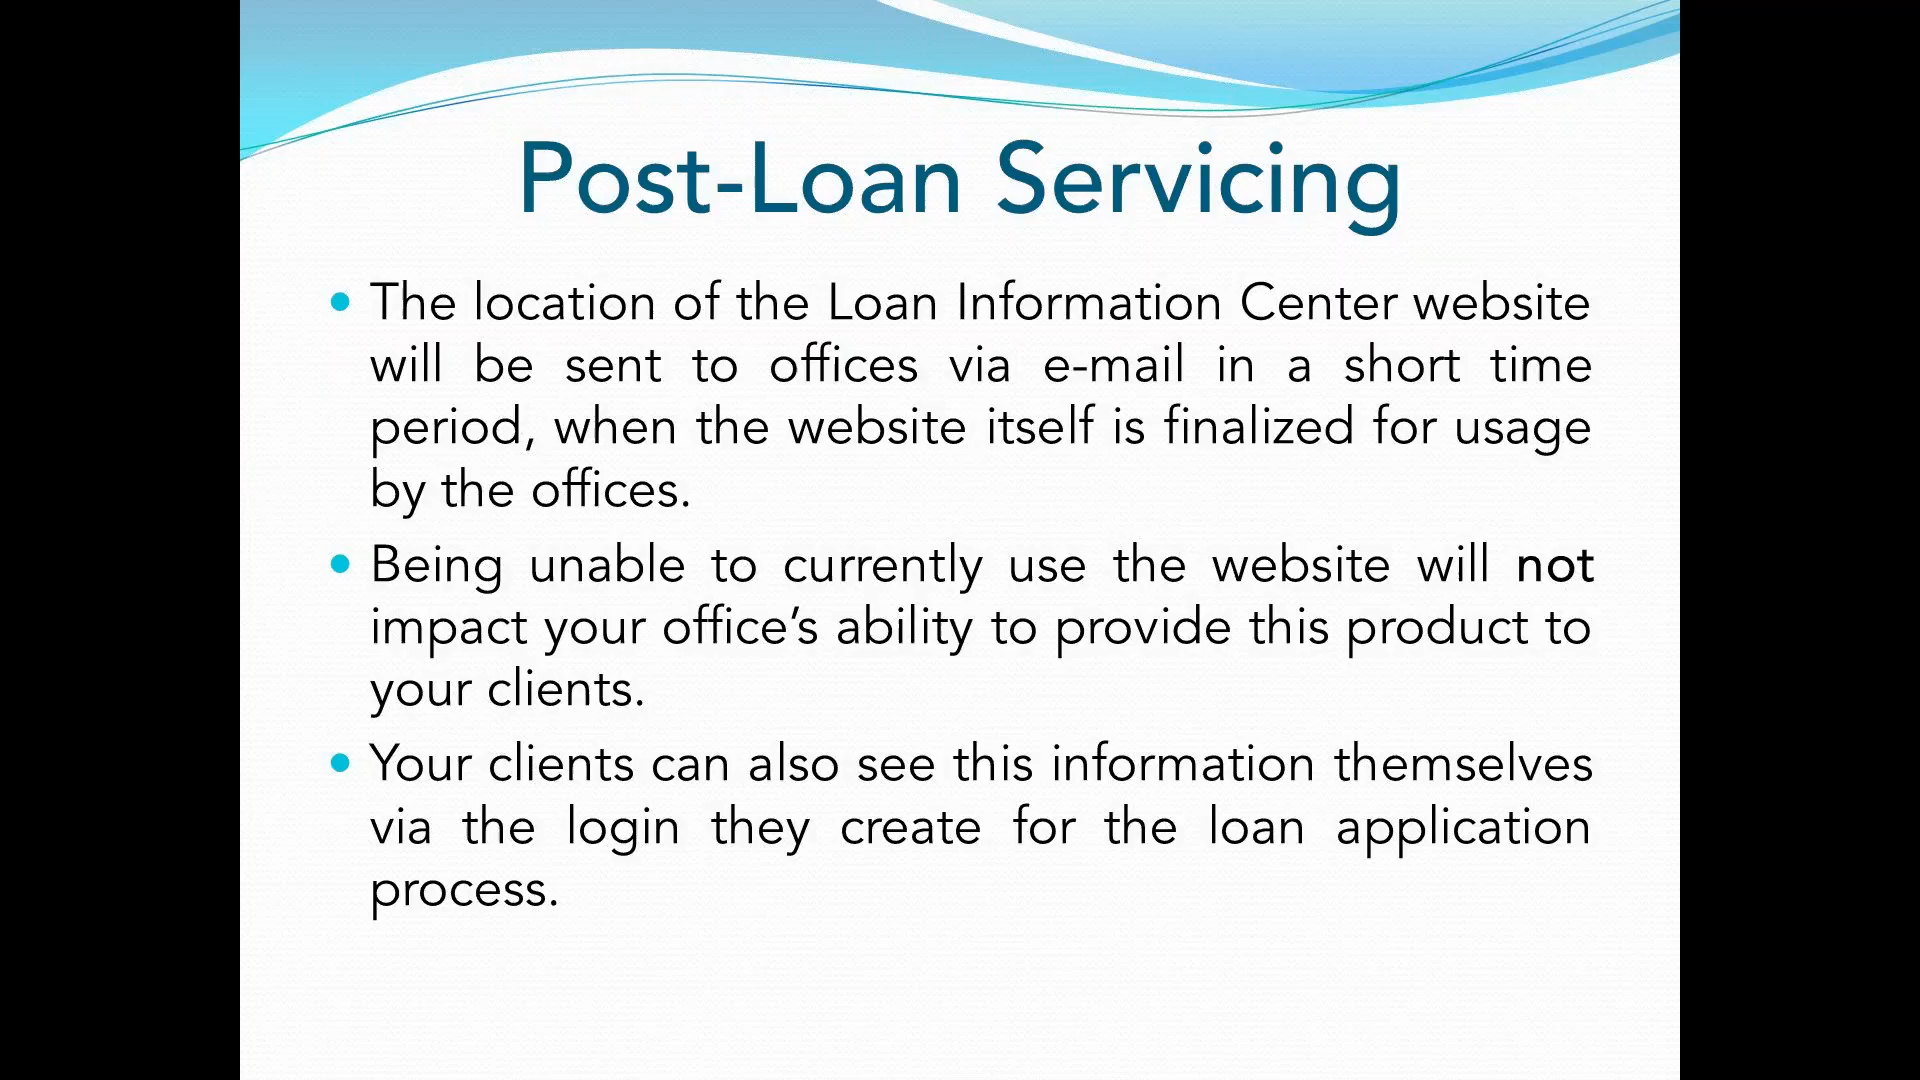 Post-Loan Servicing
• The location of the Loan Information Center website
will be sent to offices via e-mail in a short time
period, when the website itself is finalized for usage
by the offices.
• Being unable to currently use the website will not
impact your office’s ability to provide this product to
your clients.
• Your clients can also see this information themselves
via the login they create for the loan application
process.